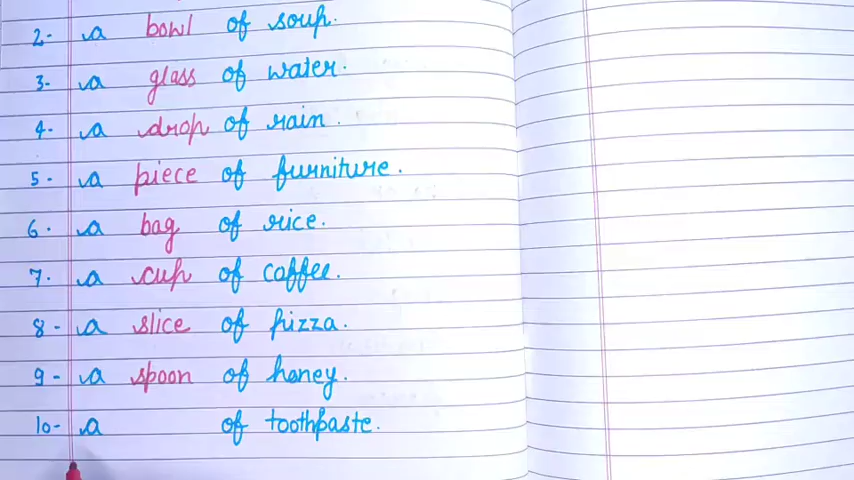 2- a bowl of soup.
3- a glass of water.
4- a drop of rain.
5- a piece of furniture.
6. a bag of rice.
7. a cup of coffee.
8- a slice of pizza.
9- a spoon of honey.
10- a of toothpaste.